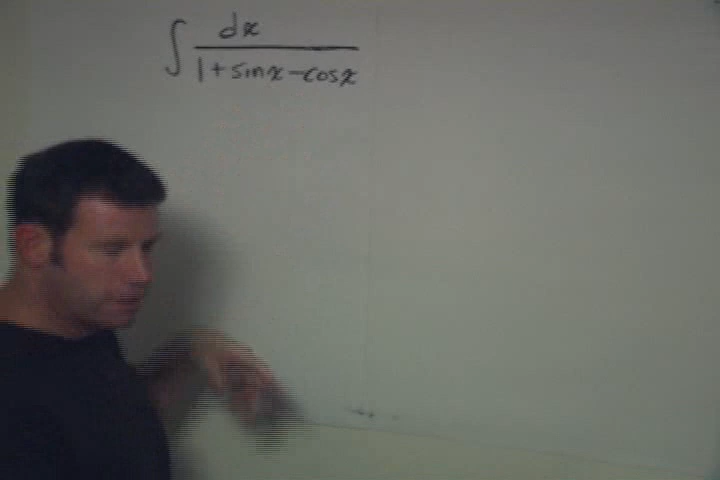 ∫ dx / (1+sinx-cosx)